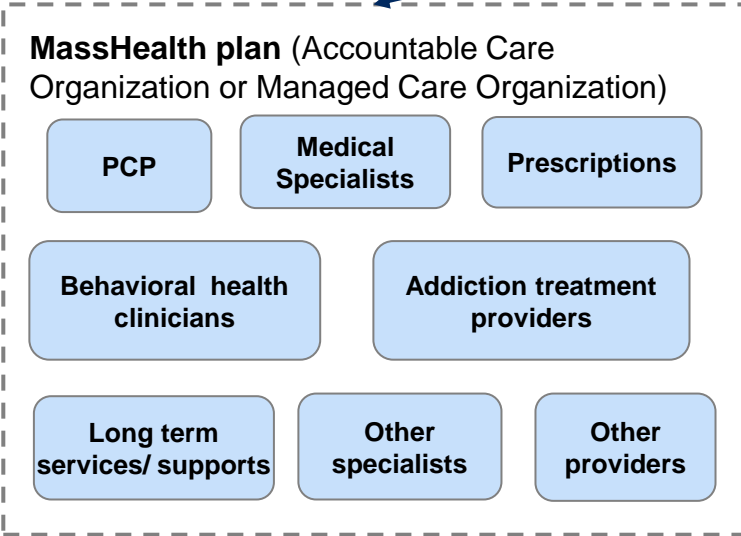 MassHealth plan (Accountable Care
Organization or Managed Care Organization)
PCP
Medical
Specialists
Prescriptions
Behavioral health
clinicians
Addiction treatment
providers
Long term
services/ supports
Other
specialists
Other
providers